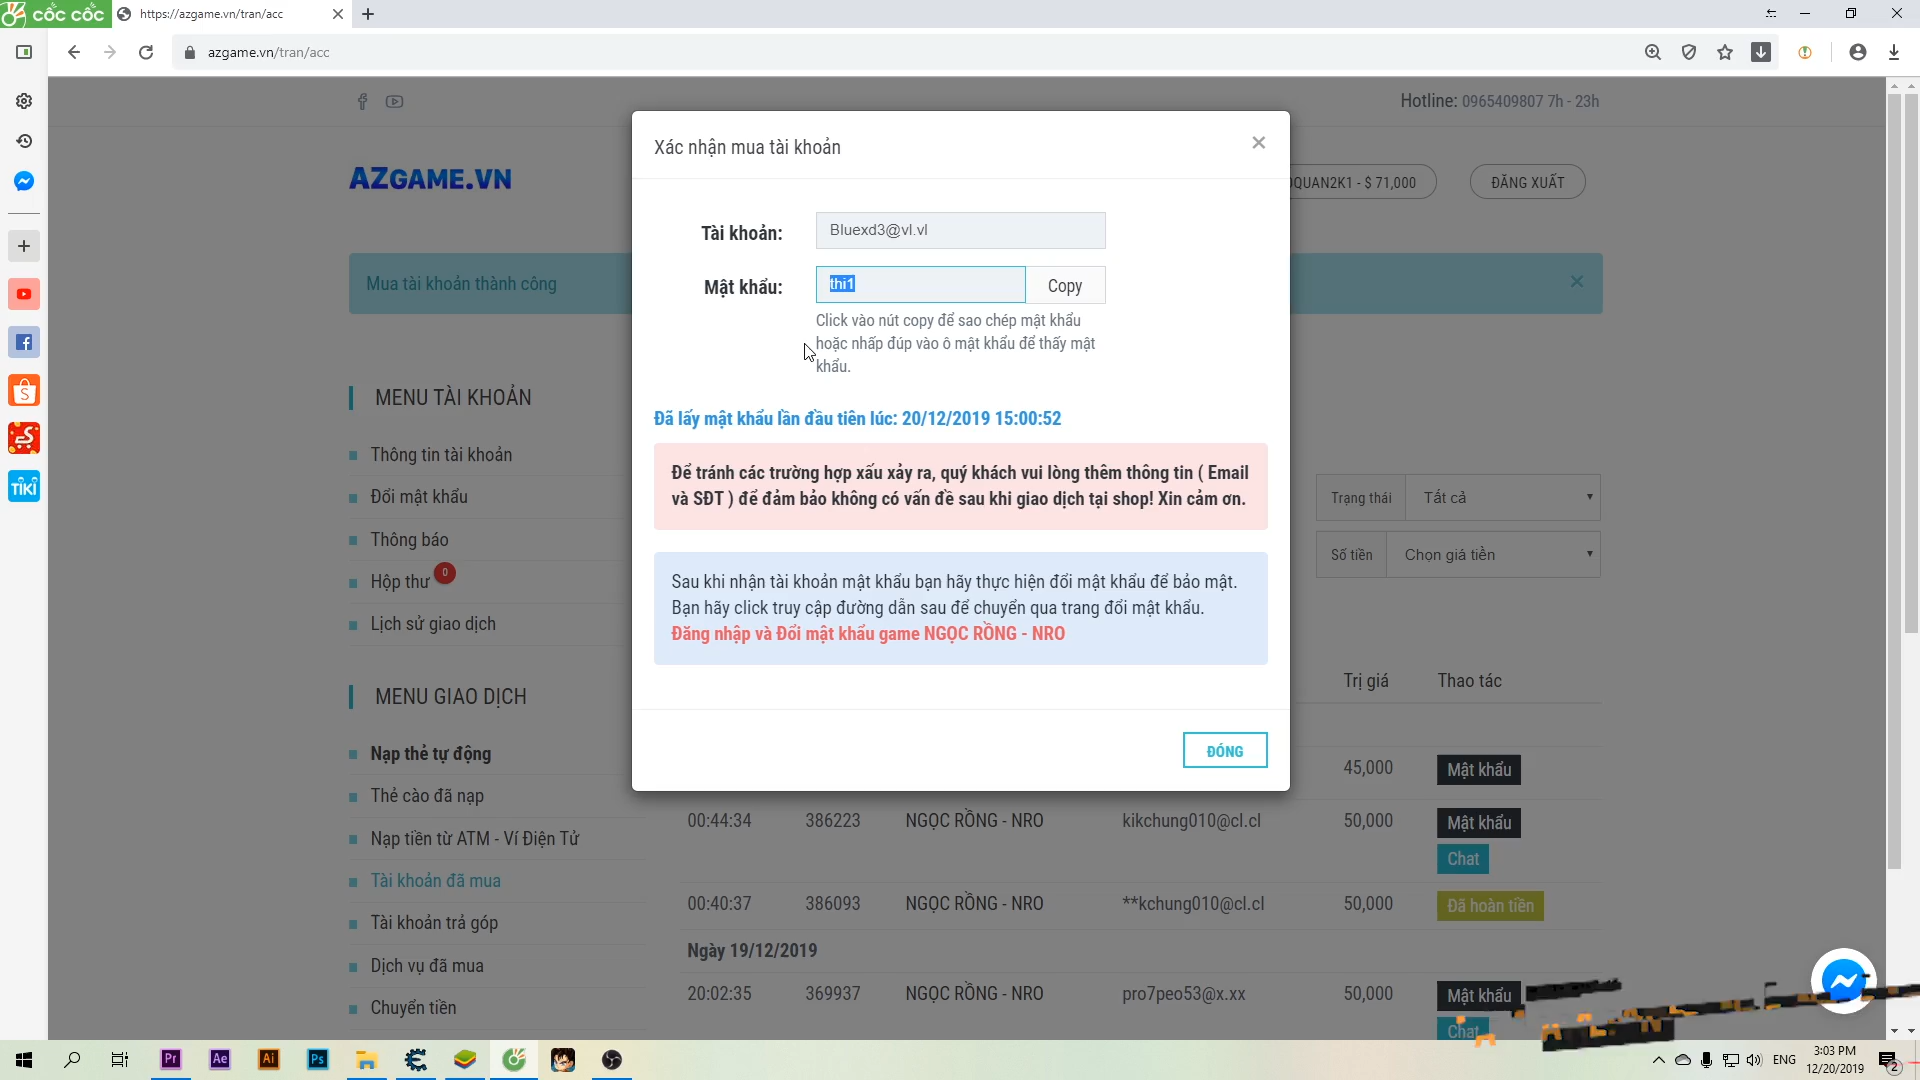 cốc cốc
https://azgame.vn/tran/acc
azgame.vn/tran/acc
Hotline: 0965409807 7h - 23h
AZGAME.VN
QUAN2K1 - $ 71,000
ĐĂNG XUẤT
Mua tài khoản thành công
Xác nhận mua tài khoản
Tài khoản:
Bluexd3@vl.vl
Mật khẩu:
thi1
Copy
Click vào nút copy để sao chép mật khẩu
hoặc nhấp đúp vào ô mật khẩu để thấy mật
khẩu.
Đã lấy mật khẩu lần đầu tiên lúc: 20/12/2019 15:00:52
Để tránh các trường hợp xấu xảy ra, quý khách vui lòng thêm thông tin ( Email
và SĐT ) để đảm bảo không có vấn đề sau khi giao dịch tại shop! Xin cảm ơn.
Sau khi nhận tài khoản mật khẩu bạn hãy thực hiện đổi mật khẩu để bảo mật.
Bạn hãy click truy cập đường dẫn sau để chuyển qua trang đổi mật khẩu.
Đăng nhập và Đổi mật khẩu game NGỌC RỒNG - NRO
ĐÓNG
MENU TÀI KHOẢN
Thông tin tài khoản
Đổi mật khẩu
Thông báo
Hộp thư 0
Lịch sử giao dịch
MENU GIAO DỊCH
Nạp thẻ tự động
Thẻ cào đã nạp
Nạp tiền từ ATM - Ví Điện Tử
Tài khoản đã mua
Tài khoản trả góp
Dịch vụ đã mua
Chuyển tiền
Trạng thái
Tất cả
Số tiền
Chọn giá tiền
Trị giá
Thao tác
45,000
Mật khẩu
00:44:34
386223
NGỌC RỒNG - NRO
kikchung010@cl.cl
50,000
Mật khẩu
Chat
00:40:37
386093
NGỌC RỒNG - NRO
**kchung010@cl.cl
50,000
Đã hoàn tiền
Ngày 19/12/2019
20:02:35
369937
NGỌC RỒNG - NRO
pro7peo53@x.xx
50,000
Mật khẩu
Chat
TIKI
Pr
Ae
Ai
Ps
ENG
3:03 PM
12/20/2019
2